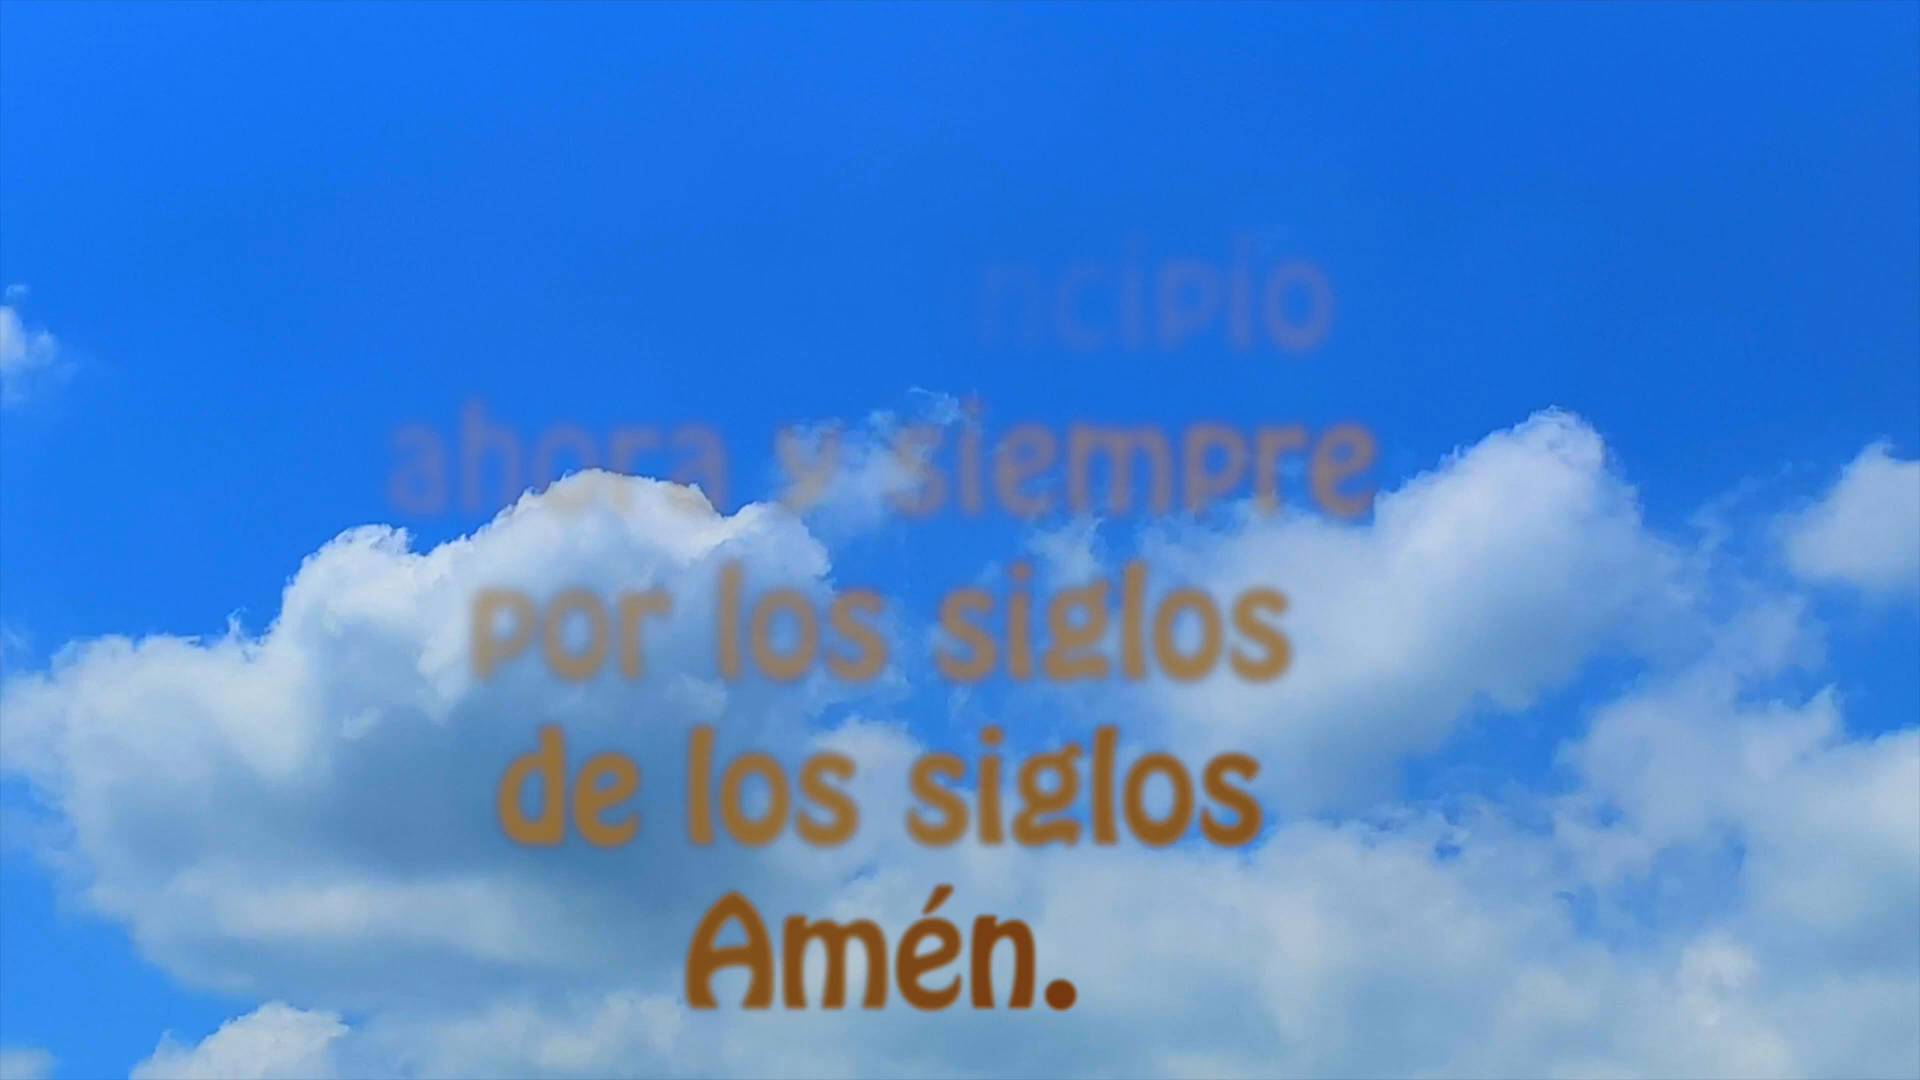 ncipio
ahora y siempre
por los siglos
de los siglos
Amén.